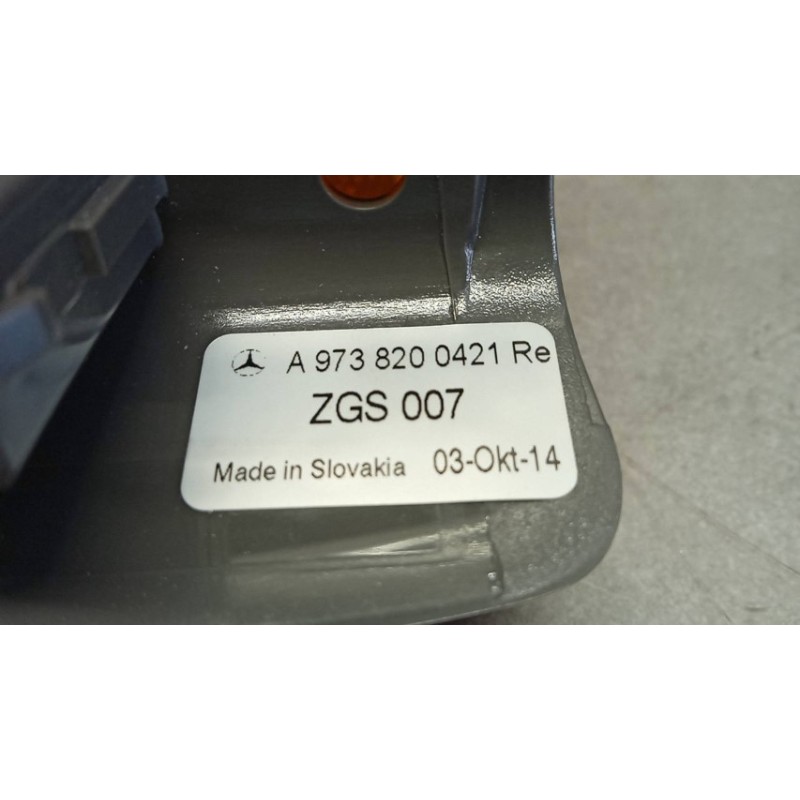 A 973 820 0421 Re
ZGS 007
Made in Slovakia 03-Okt-14